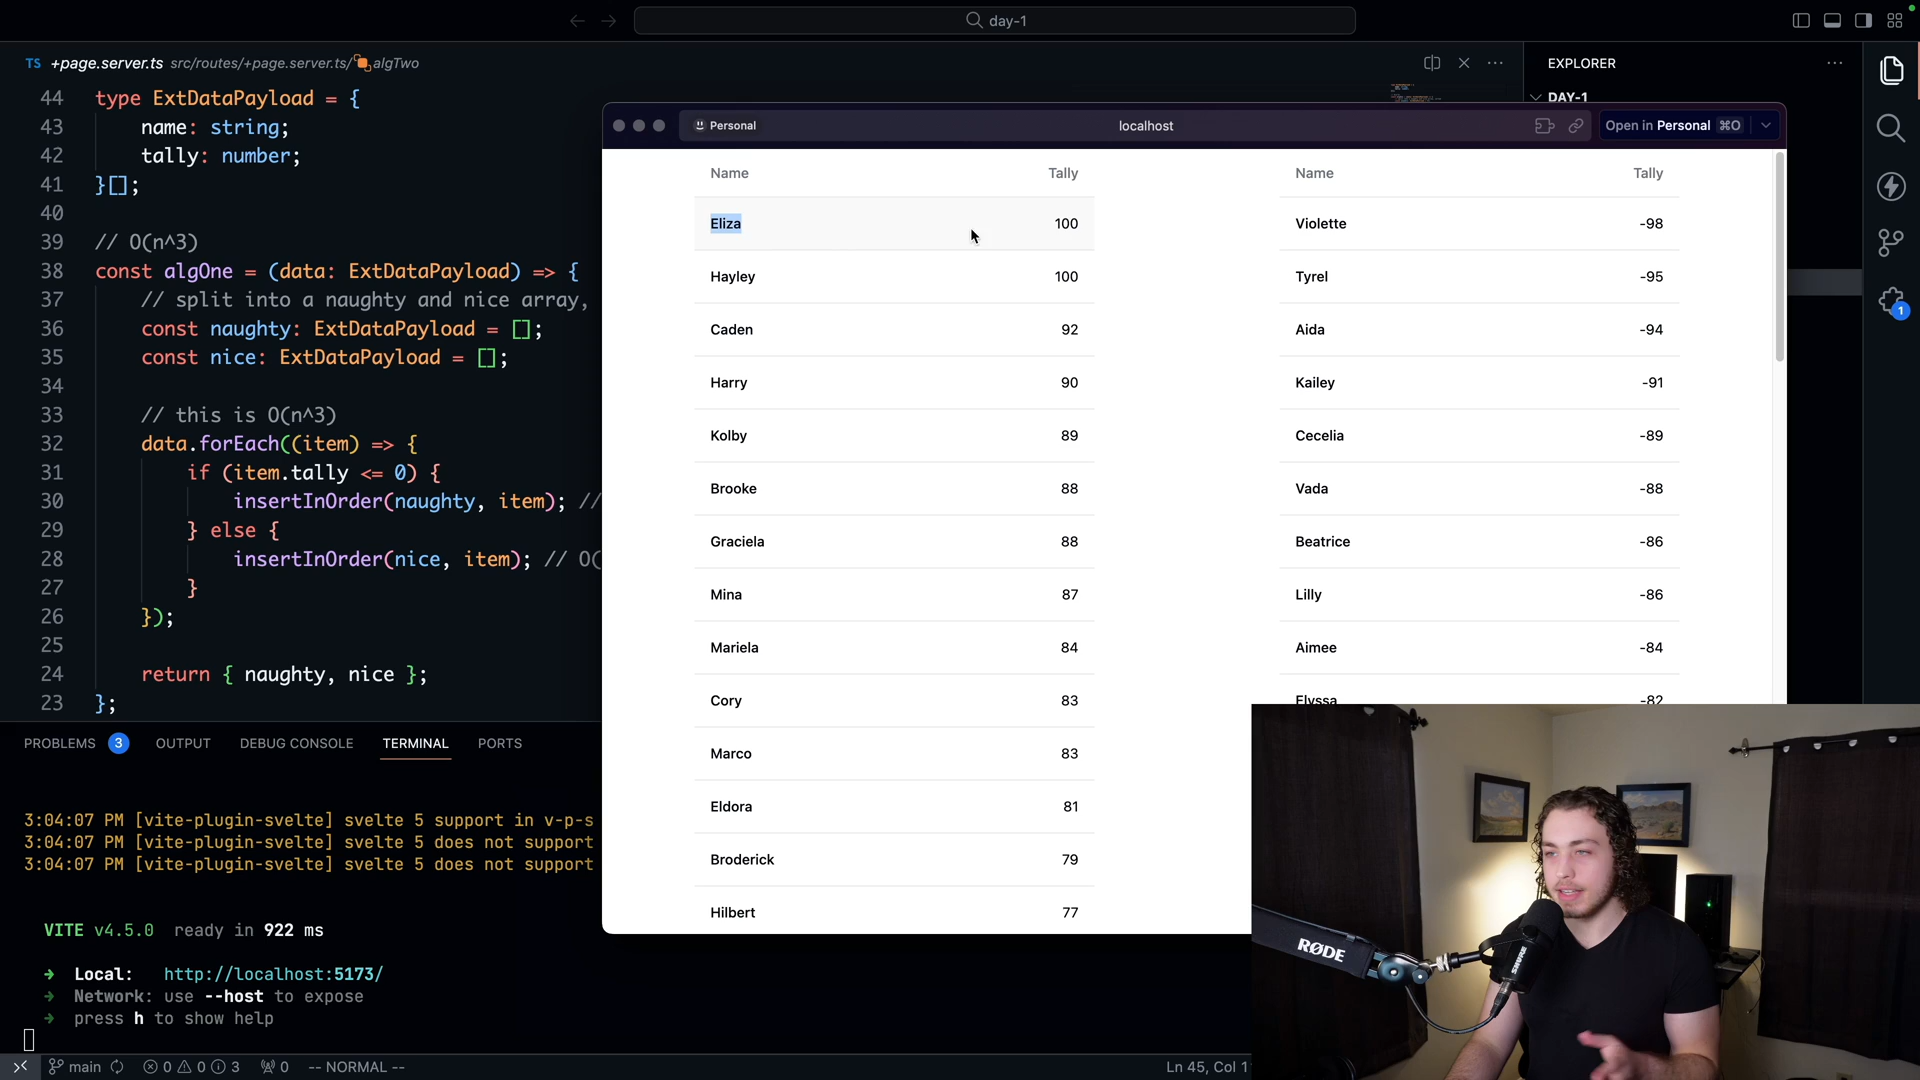 day-1
TS +page.server.ts src/routes/+page.server.ts/ algTwo
44 type ExtDataPayload = {
43 name: string;
42 tally: number;
41 }[];
40
39 // O(n^3)
38 const algOne = (data: ExtDataPayload) => {
37 // split into a naughty and nice array,
36 const naughty: ExtDataPayload = [];
35 const nice: ExtDataPayload = [];
34
33 // this is O(n^3)
32 data.forEach((item) => {
31 if (item.tally <= 0) {
30 insertInOrder(naughty, item); //
29 } else {
28 insertInOrder(nice, item); // O(
27 }
26 });
25
24 return { naughty, nice };
23 };
EXPLORER
DAY-1
1
Personal
localhost
Open in Personal ⌘O
Name Tally
Eliza 100
Hayley 100
Caden 92
Harry 90
Kolby 89
Brooke 88
Graciela 88
Mina 87
Mariela 84
Cory 83
Marco 83
Eldora 81
Broderick 79
Hilbert 77
Name Tally
Violette -98
Tyrel -95
Aida -94
Kailey -91
Cecelia -89
Vada -88
Beatrice -86
Lilly -86
Aimee -84
Elyssa -82
PROBLEMS 3 OUTPUT DEBUG CONSOLE TERMINAL PORTS
3:04:07 PM [vite-plugin-svelte] svelte 5 support in v-p-s
3:04:07 PM [vite-plugin-svelte] svelte 5 does not support
3:04:07 PM [vite-plugin-svelte] svelte 5 does not support
VITE v4.5.0 ready in 922 ms
➜ Local: http://localhost:5173/
➜ Network: use --host to expose
➜ press h to show help
main 0 0 3 0 -- NORMAL --
Ln 45, Col 1
RØDE
SHURE